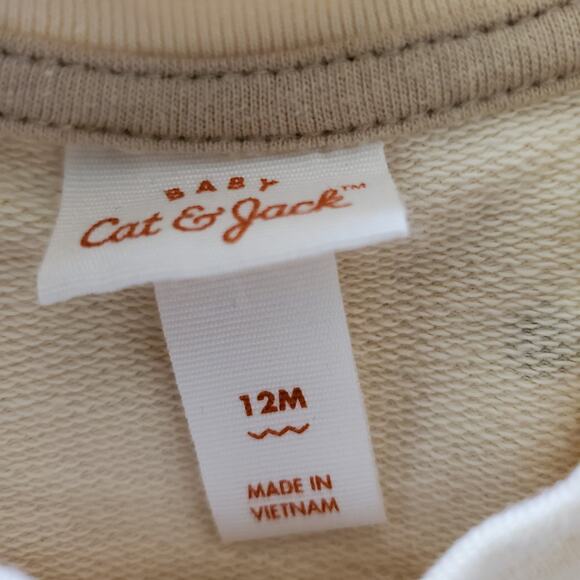 BABY
Cat & Jack™
12M
MADE IN
VIETNAM